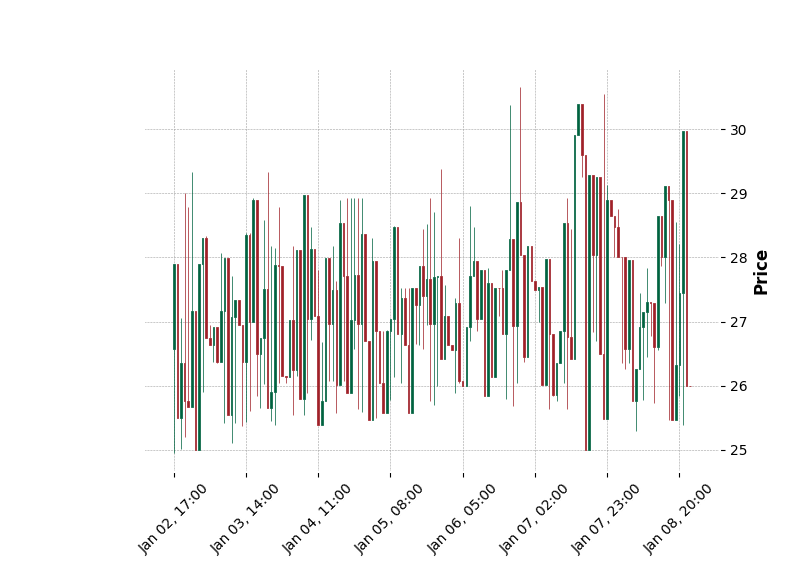 30
29
28
27
26
25
Price
Jan 02, 17:00
Jan 03, 14:00
Jan 04, 11:00
Jan 05, 08:00
Jan 06, 05:00
Jan 07, 02:00
Jan 07, 23:00
Jan 08, 20:00